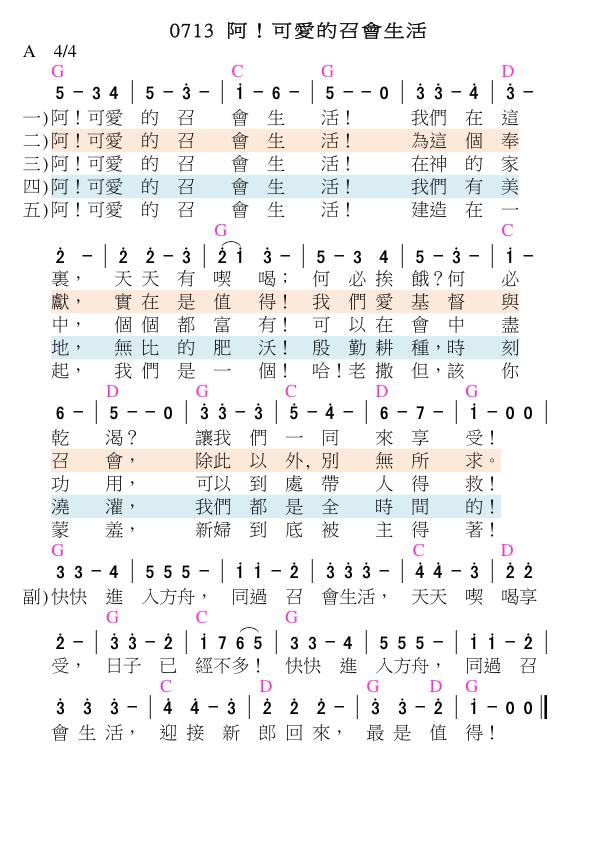 0713 阿！可愛的召會生活
A 4/4
G C G D
5 - 3 4 | 5 - 3̇ - | 1̇ - 6 - | 5 - - 0 | 3̇ 3̇ - 4̇ | 3̇ -
一)阿！可愛 的 召 會 生 活！ 我們 在 這
二)阿！可愛 的 召 會 生 活！ 為這 個 奉
三)阿！可愛 的 召 會 生 活！ 在神 的 家
四)阿！可愛 的 召 會 生 活！ 我們 有 美
五)阿！可愛 的 召 會 生 活！ 建造 在 一
G C
2̇ - | 2̇ 2̇ - 3̇ | 2̇ 1̇ 3̇ - | 5 - 3 4 | 5 - 3̇ - | 1̇ -
裏， 天 天 有 喫 喝； 何 必 挨 餓？何 必
獻， 實 在 是 值 得！ 我 們 愛 基 督 與
中， 個 個 都 富 有！ 可 以 在 會 中 盡
地， 無 比 的 肥 沃！ 殷 勤 耕 種，時 刻
起， 我 們 是 一 個！ 哈！老 撒 但，該 你
D G C D G
6 - | 5 - - 0 | 3̇ 3̇ - 3̇ | 5̇ - 4̇ - | 6 - 7 - | 1̇ - 0 0 |
乾 渴？ 讓我 們 一 同 來 享 受！
召 會， 除此 以 外，別 無 所 求。
功 用， 可以 到 處 帶 人 得 救！
澆 灌， 我們 都 是 全 時 間 的！
蒙 羞， 新婦 到 底 被 主 得 著！
G C D
3 3 - 4 | 5 5 5 - | 1̇ 1̇ - 2̇ | 3̇ 3̇ 3̇ - | 4̇ 4̇ - 3̇ | 2̇ 2̇
副)快快 進 入方舟， 同過 召 會生活， 天天 喫 喝享
G C G
2̇ - | 3̇ 3̇ - 2̇ | 1̇ 7 6 5 | 3 3 - 4 | 5 5 5 - | 1̇ 1̇ - 2̇ |
受， 日子 已 經不多！ 快快 進 入方舟， 同過 召
C D G D G
3̇ 3̇ 3̇ - | 4̇ 4̇ - 3̇ | 2̇ 2̇ 2̇ - | 3̇ 3̇ - 2̇ | 1̇ - 0 0 ‖
會 生 活， 迎 接 新 郎 回 來， 最 是 值 得！